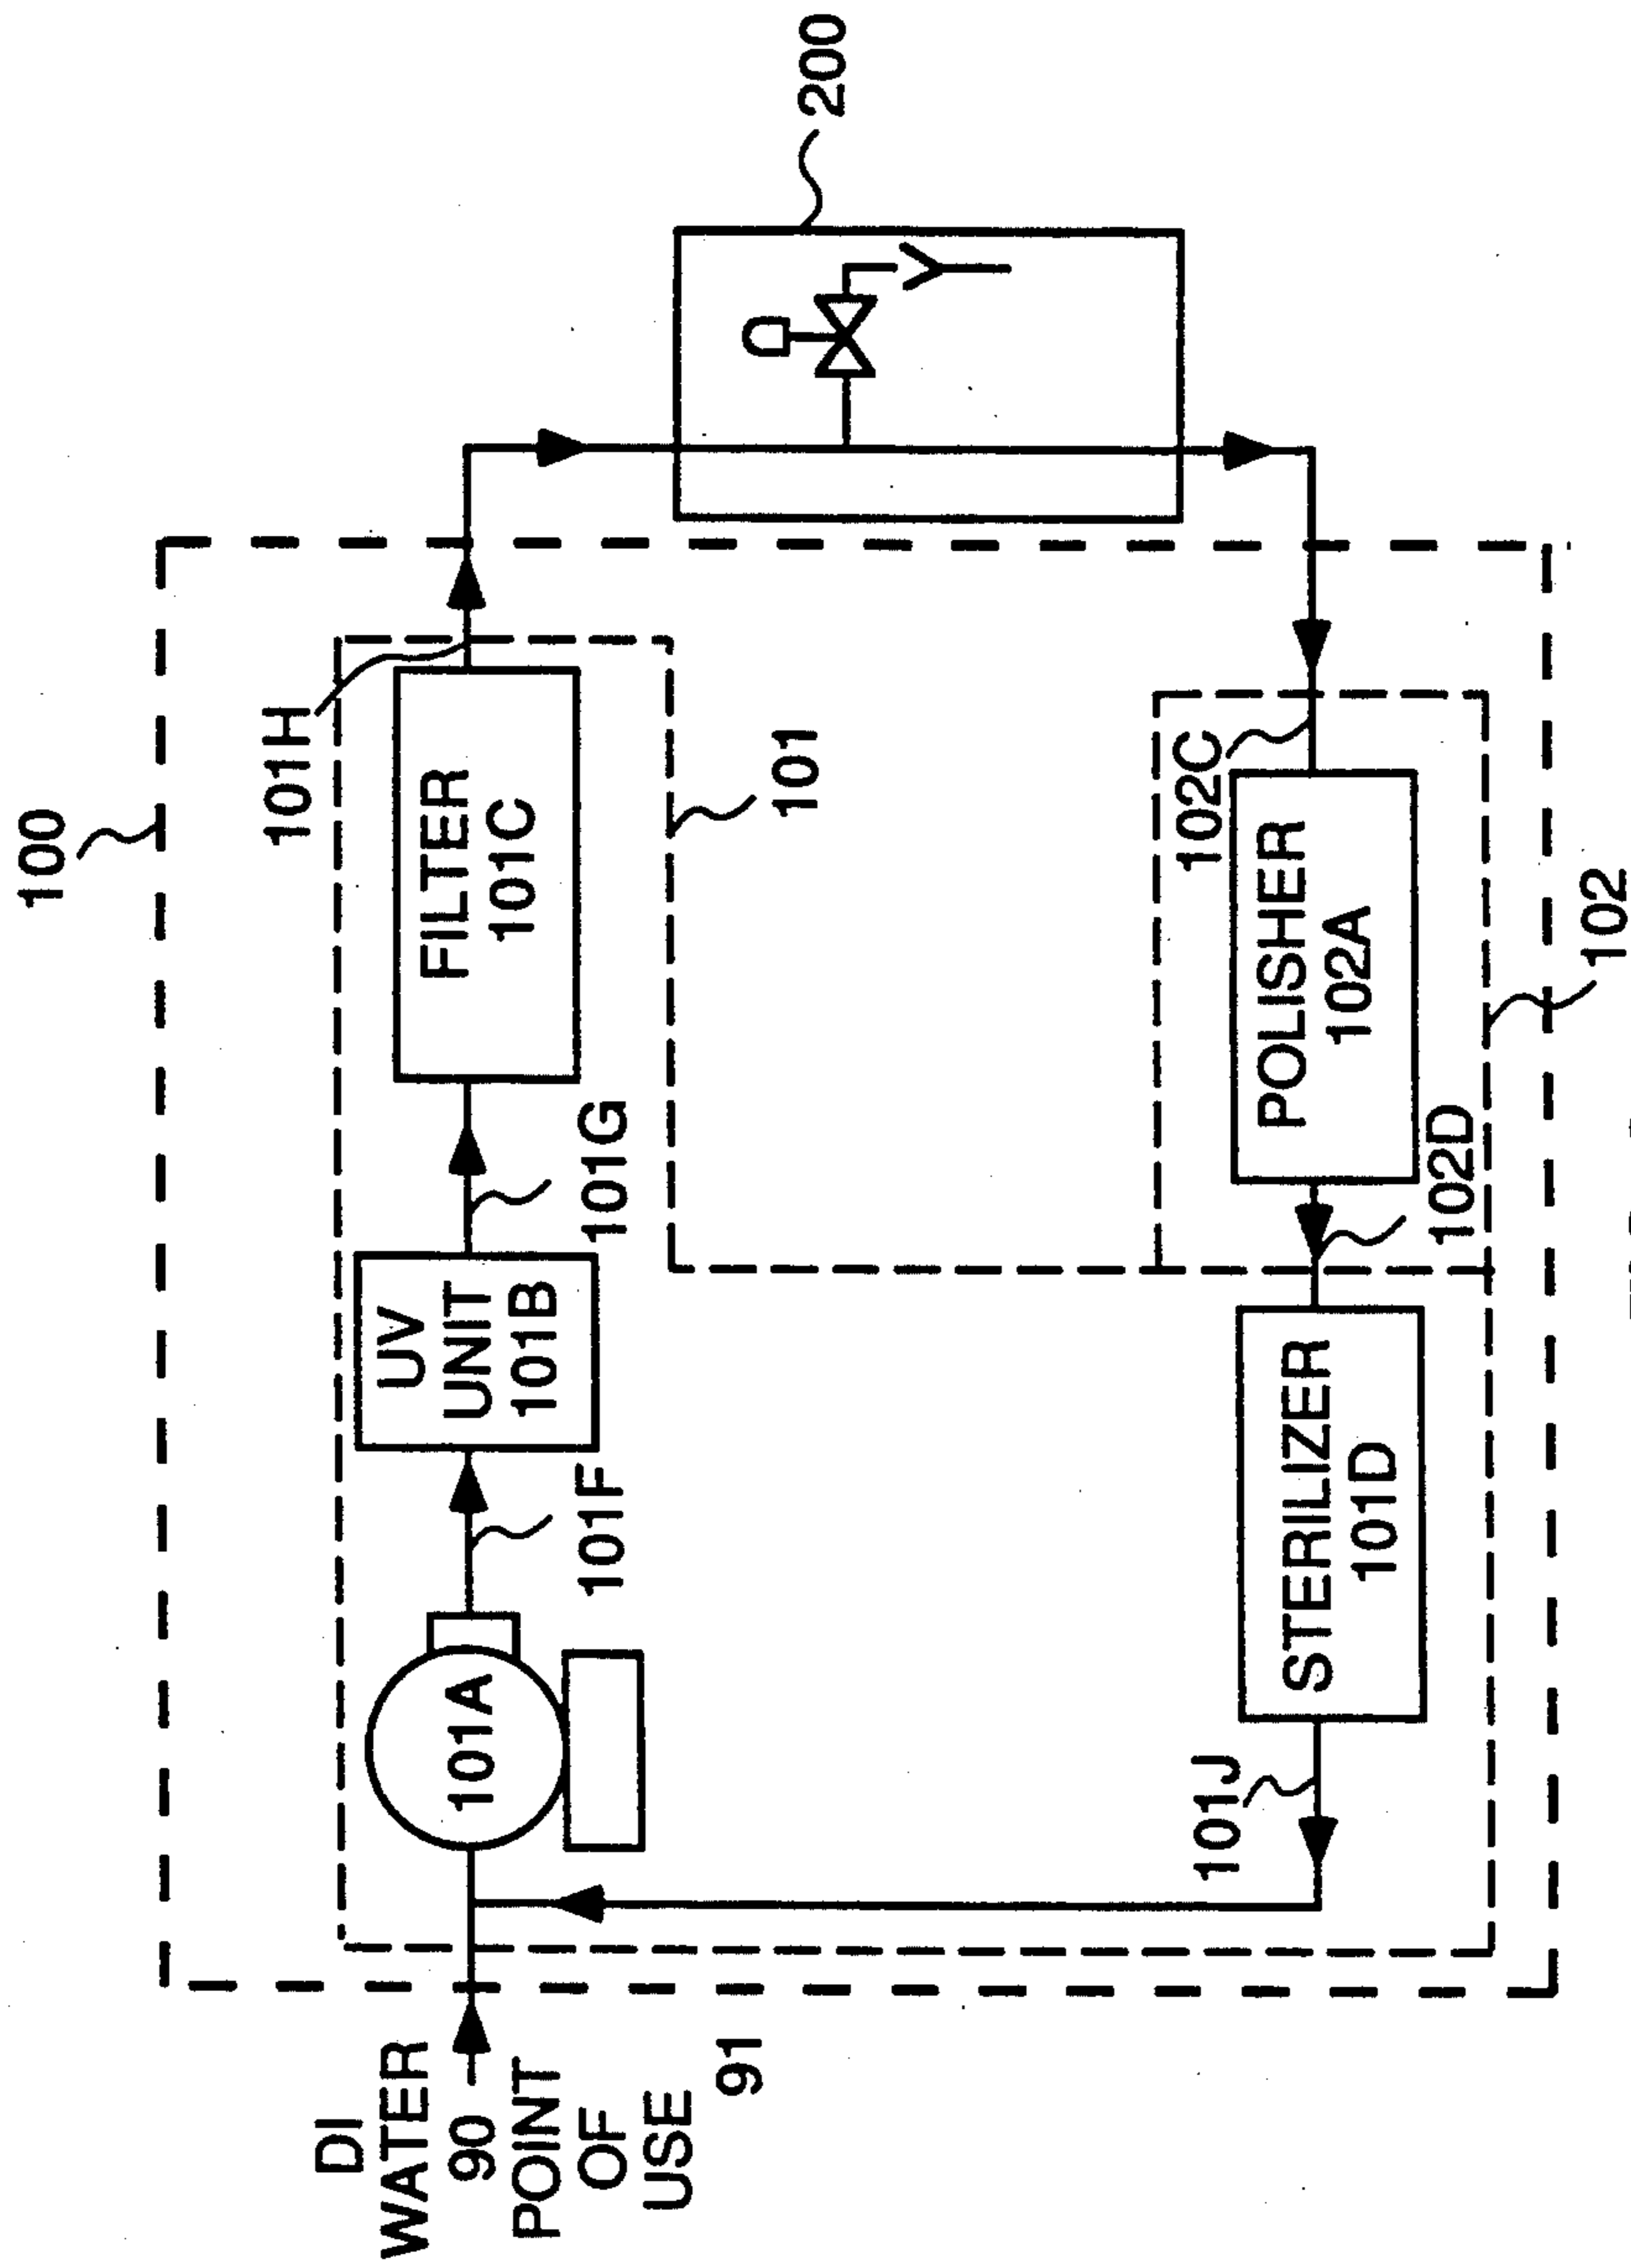 100
DI
WATER
90
POINT
OF
USE
91
101A
101F
UV
UNIT
101B
101G
FILTER
101C
101H
101
200
101J
STERILIZER
101D
102D
POLISHER
102A
102C
102